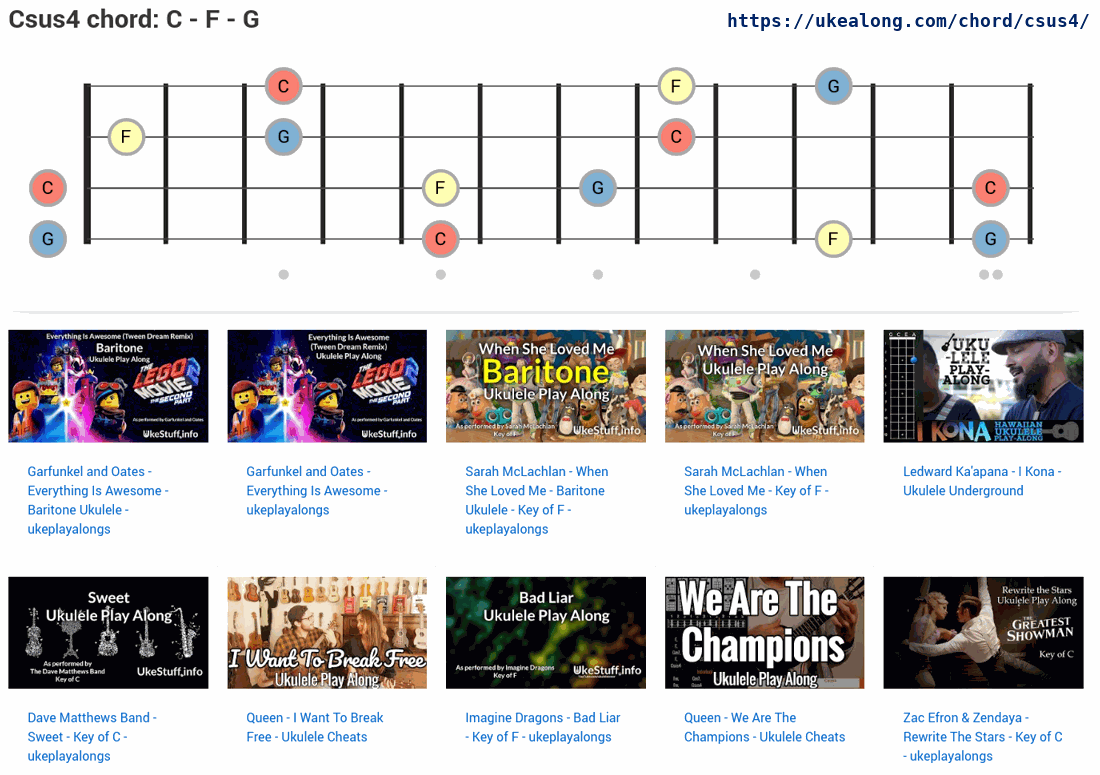 Csus4 chord: C - F - G
https://ukealong.com/chord/csus4/
C F G
F G C
C F G C
G C F G
Everything Is Awesome (Tween Dream Remix)
Baritone
Ukulele Play Along
THE LEGO MOVIE
THE SECOND PART
As performed by Garfunkel and Oates
UkeStuff.info
Everything Is Awesome
(Tween Dream Remix)
Ukulele Play Along
THE LEGO MOVIE
THE SECOND PART
As performed by Garfunkel and Oates
UkeStuff.info
When She Loved Me
Baritone
Ukulele Play Along
As performed by Sarah McLachlan
Key of F
UkeStuff.info
When She Loved Me
Ukulele Play Along
As performed by Sarah McLachlan
Key of F
UkeStuff.info
G C E A
UKU
-LELE
PLAY-
ALONG
I KONA
HAWAIIAN
UKULELE
PLAY-ALONG
Garfunkel and Oates -
Everything Is Awesome -
Baritone Ukulele -
ukeplayalongs
Garfunkel and Oates -
Everything Is Awesome -
ukeplayalongs
Sarah McLachlan - When
She Loved Me - Baritone
Ukulele - Key of F -
ukeplayalongs
Sarah McLachlan - When
She Loved Me - Key of F -
ukeplayalongs
Ledward Ka'apana - I Kona -
Ukulele Underground
Sweet
Ukulele Play Along
As performed by
The Dave Matthews Band
Key of C
UkeStuff.info
I Want To Break Free
Ukulele Play Along
Bad Liar
Ukulele Play Along
As performed by Imagine Dragons
Key of F
UkeStuff.info
We Are The
Champions
Ukulele Play Along
Rewrite the Stars
Ukulele Play Along
THE
GREATEST
SHOWMAN
Key of C
Dave Matthews Band -
Sweet - Key of C -
ukeplayalongs
Queen - I Want To Break
Free - Ukulele Cheats
Imagine Dragons - Bad Liar
- Key of F - ukeplayalongs
Queen - We Are The
Champions - Ukulele Cheats
Zac Efron & Zendaya -
Rewrite The Stars - Key of C
- ukeplayalongs